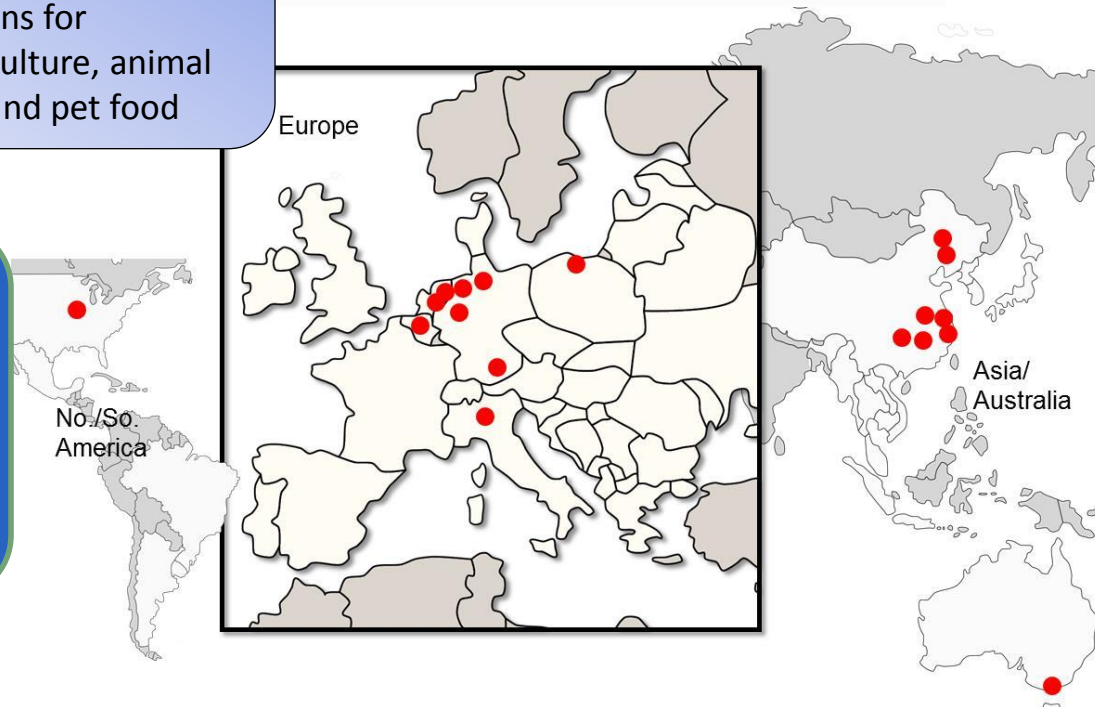 ns for
ulture, animal
nd pet food
Europe
No./So.
America
Asia/
Australia